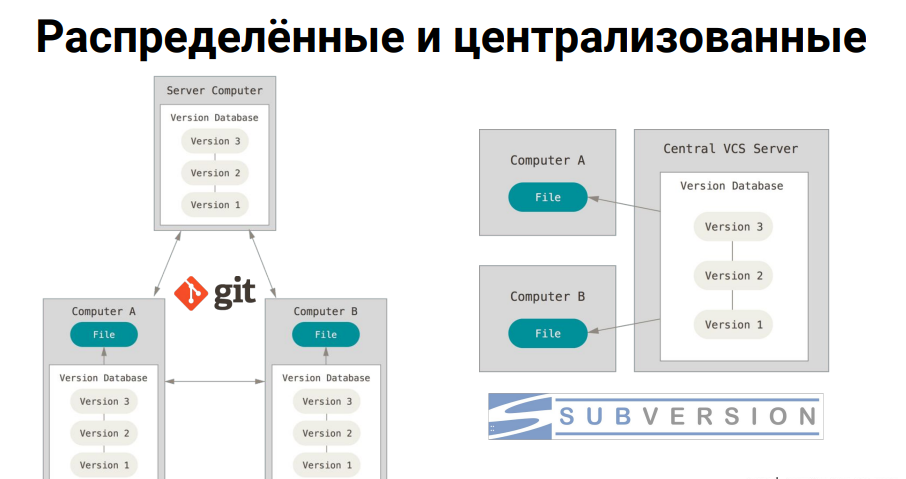 Распределённые и централизованные
Server Computer
Version Database
Version 3
Version 2
Version 1
git
Computer A
File
Version Database
Version 3
Version 2
Version 1
Computer B
File
Version Database
Version 3
Version 2
Version 1
Computer A
File
Computer B
File
Central VCS Server
Version Database
Version 3
Version 2
Version 1
SUBVERSION